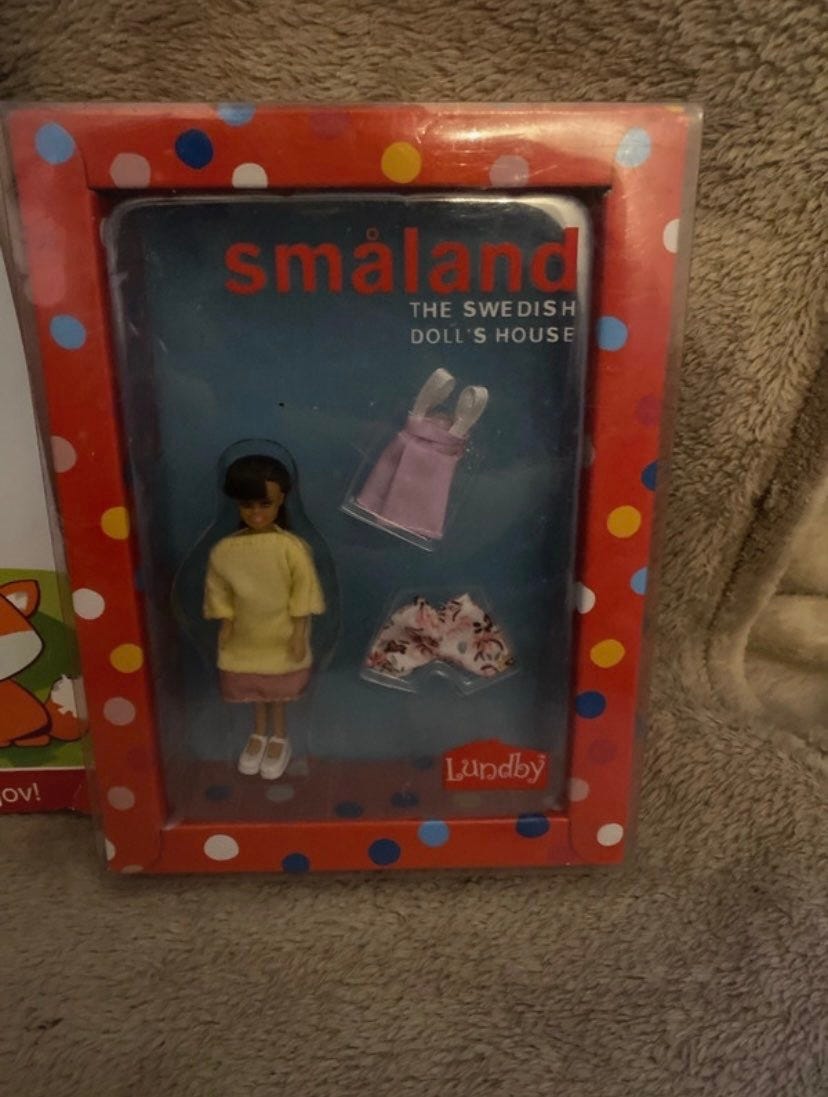 småland
THE SWEDISH
DOLL'S HOUSE
Lundby
ov!